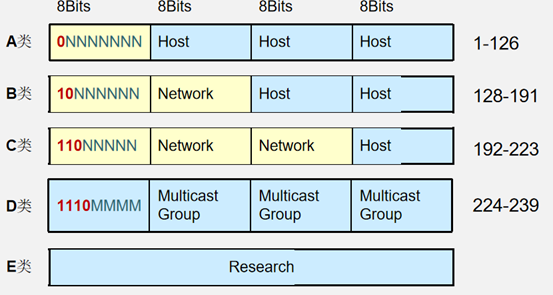 8Bits 8Bits 8Bits 8Bits
A类 0NNNNNNN Host Host Host 1-126
B类 10NNNNNN Network Host Host 128-191
C类 110NNNNN Network Network Host 192-223
D类 1110MMMM Multicast Group Multicast Group Multicast Group 224-239
E类 Research